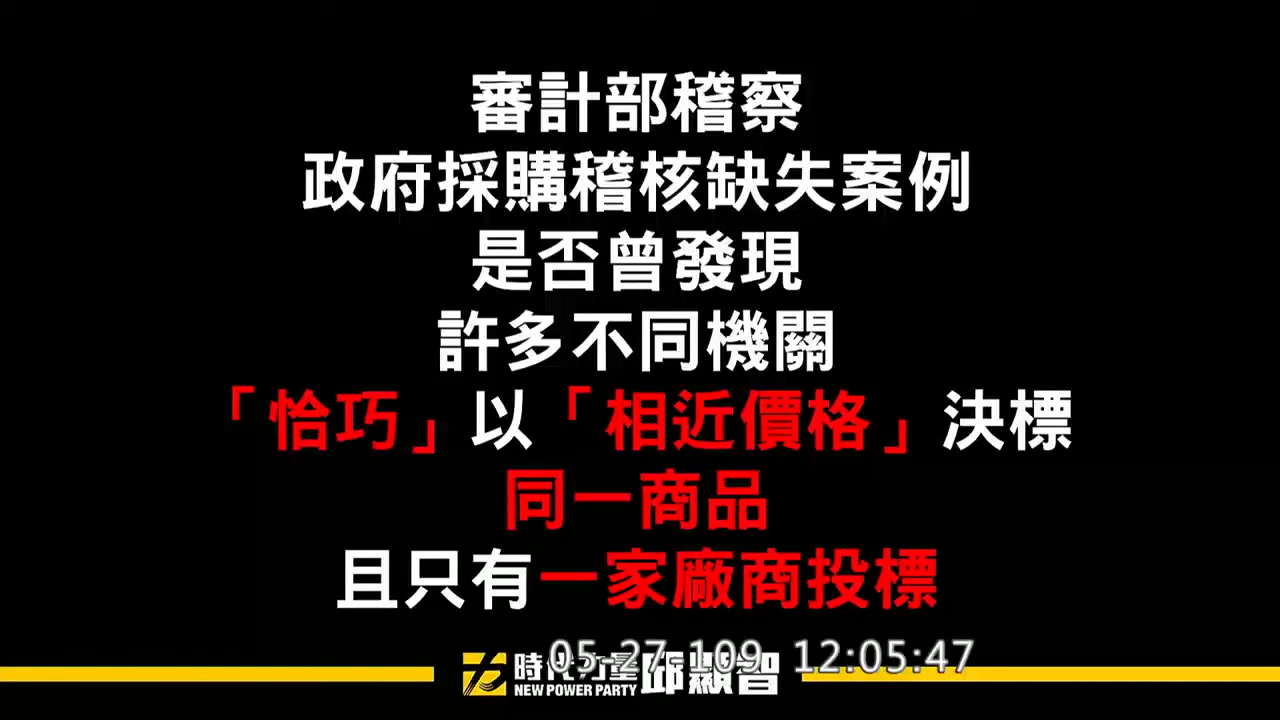 審計部稽察
政府採購稽核缺失案例
是否曾發現
許多不同機關
「恰巧」以「相近價格」決標
同一商品
且只有一家廠商投標
時代力量 邱顯智
NEW POWER PARTY
05-27-109 12:05:47